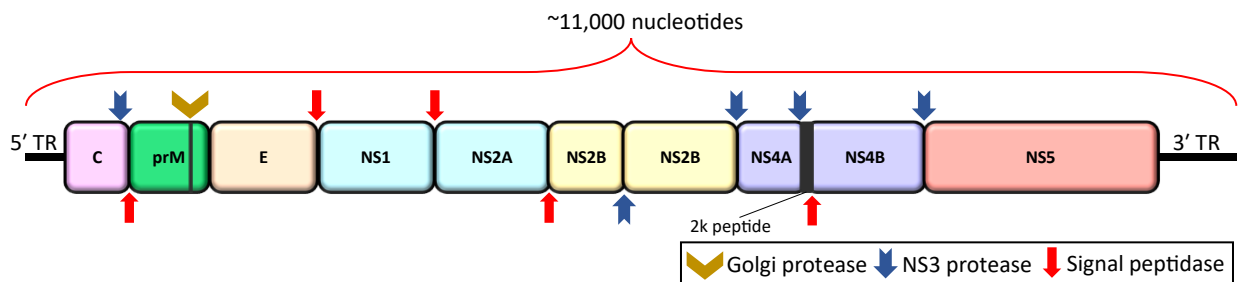 ~11,000 nucleotides
5′ TR
C
prM
E
NS1
NS2A
NS2B
NS2B
NS4A
NS4B
NS5
3′ TR
2k peptide
Golgi protease
NS3 protease
Signal peptidase